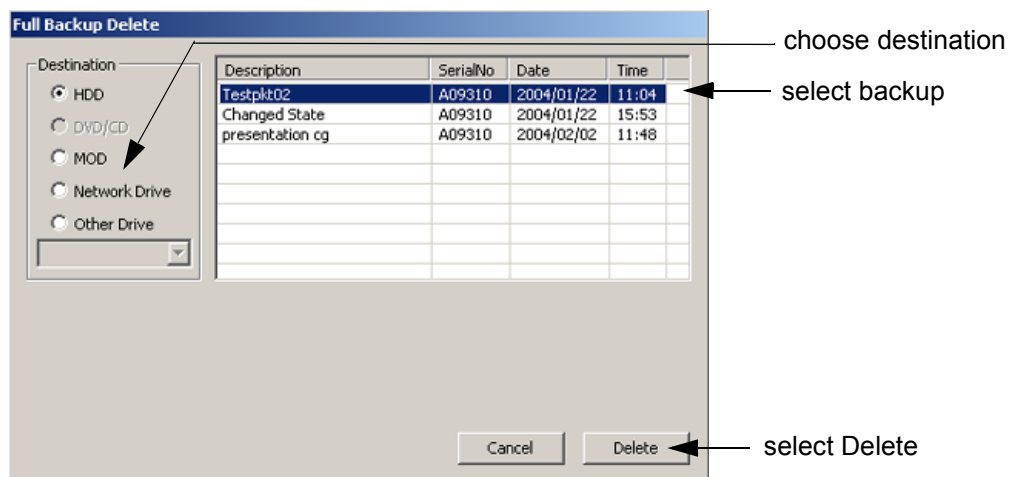 Full Backup Delete
choose destination
Destination
HDD
DVD/CD
MOD
Network Drive
Other Drive
Description SerialNo Date Time
Testpkt02 A09310 2004/01/22 11:04
Changed State A09310 2004/01/22 15:53
presentation cg A09310 2004/02/02 11:48
select backup
Cancel Delete
select Delete